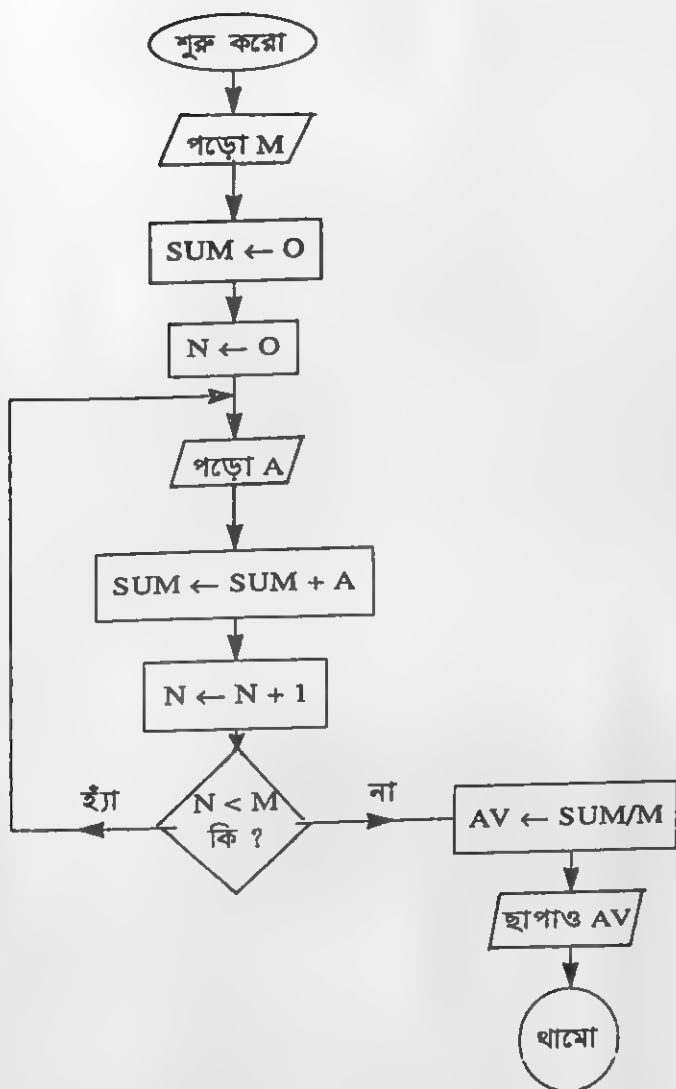 শুরু করো
পড়ো M
SUM ← O
N ← O
পড়ো A
SUM ← SUM + A
N ← N + 1
N < M
কি ?
হ্যাঁ
না
AV ← SUM/M
ছাপাও AV
থামো